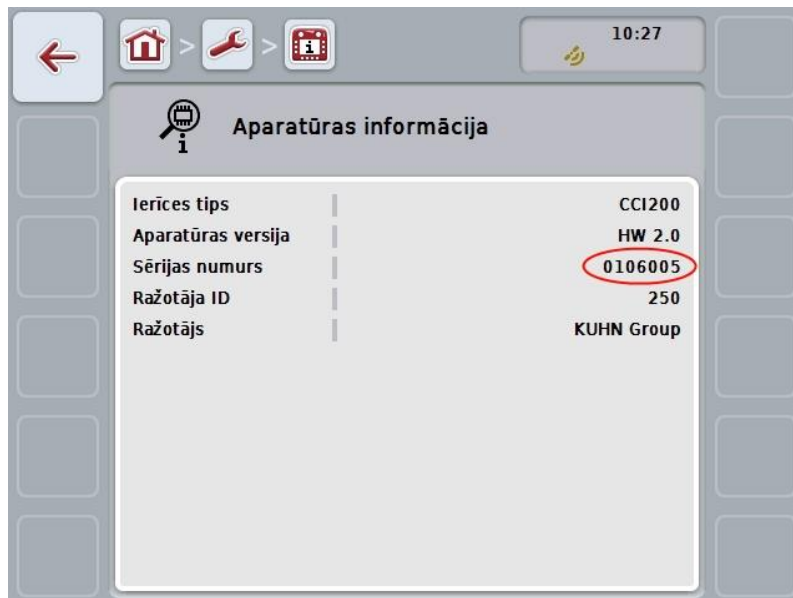 10:27
Aparatūras informācija
Ierīces tips CCI200
Aparatūras versija HW 2.0
Sērijas numurs 0106005
Ražotāja ID 250
Ražotājs KUHN Group